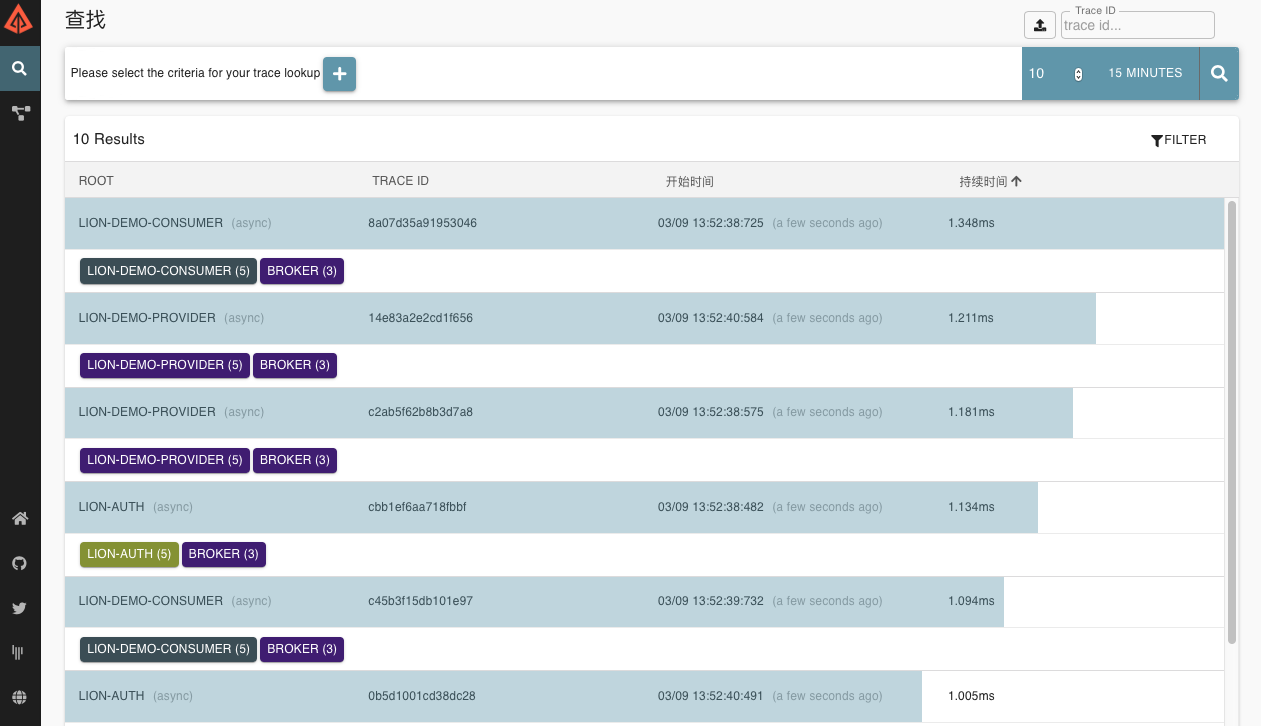 查找
Trace ID
trace id...
Please select the criteria for your trace lookup
10
15 MINUTES
10 Results
FILTER
ROOT TRACE ID 开始时间 持续时间
LION-DEMO-CONSUMER (async) 8a07d35a91953046 03/09 13:52:38:725 (a few seconds ago) 1.348ms
LION-DEMO-CONSUMER (5) BROKER (3)
LION-DEMO-PROVIDER (async) 14e83a2e2cd1f656 03/09 13:52:40:584 (a few seconds ago) 1.211ms
LION-DEMO-PROVIDER (5) BROKER (3)
LION-DEMO-PROVIDER (async) c2ab5f62b8b3d7a8 03/09 13:52:38:575 (a few seconds ago) 1.181ms
LION-DEMO-PROVIDER (5) BROKER (3)
LION-AUTH (async) cbb1ef6aa718fbbf 03/09 13:52:38:482 (a few seconds ago) 1.134ms
LION-AUTH (5) BROKER (3)
LION-DEMO-CONSUMER (async) c45b3f15db101e97 03/09 13:52:39:732 (a few seconds ago) 1.094ms
LION-DEMO-CONSUMER (5) BROKER (3)
LION-AUTH (async) 0b5d1001cd38dc28 03/09 13:52:40:491 (a few seconds ago) 1.005ms